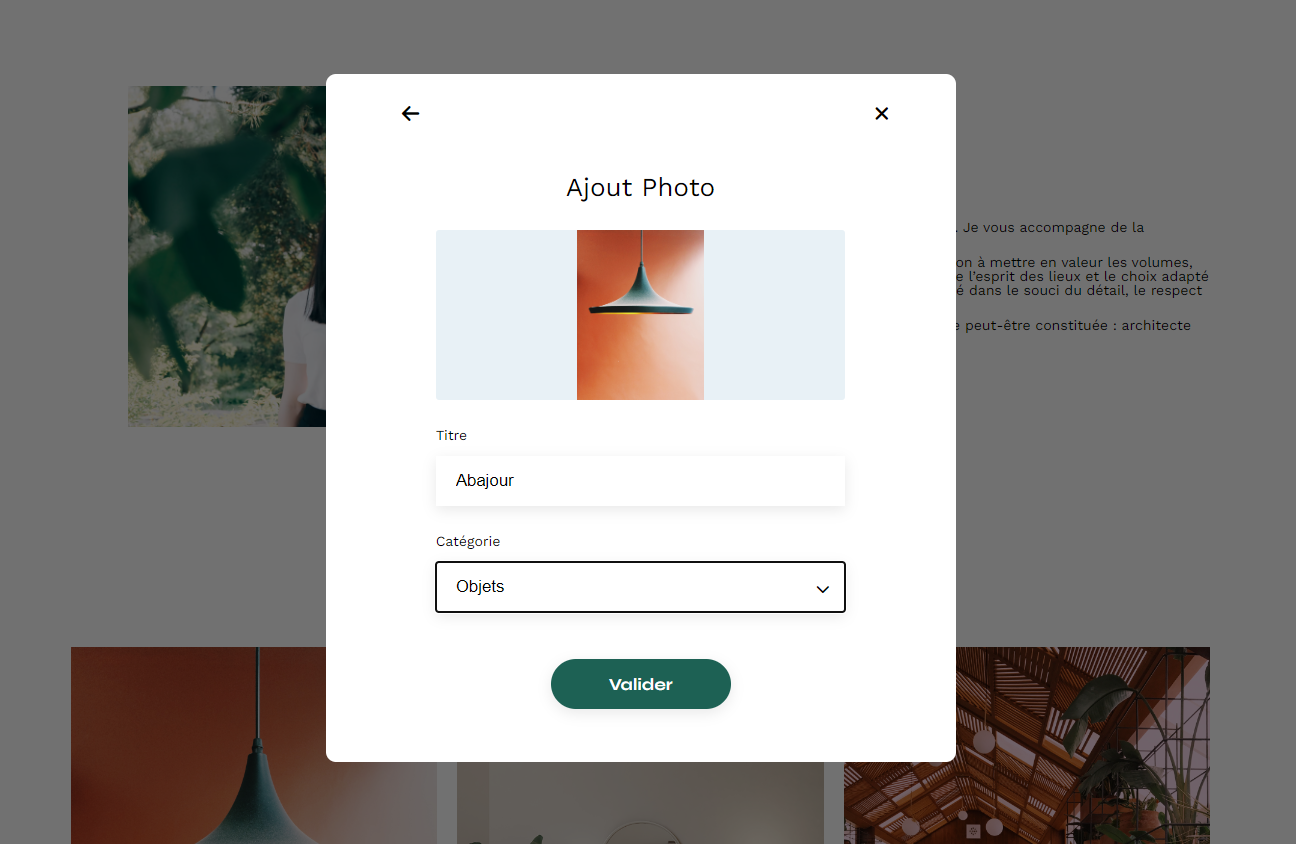 Ajout Photo
. Je vous accompagne de la
on à mettre en valeur les volumes,
e l'esprit des lieux et le choix adapté
é dans le souci du détail, le respect
e peut-être constituée : architecte
Titre
Abajour
Catégorie
Objets
Valider